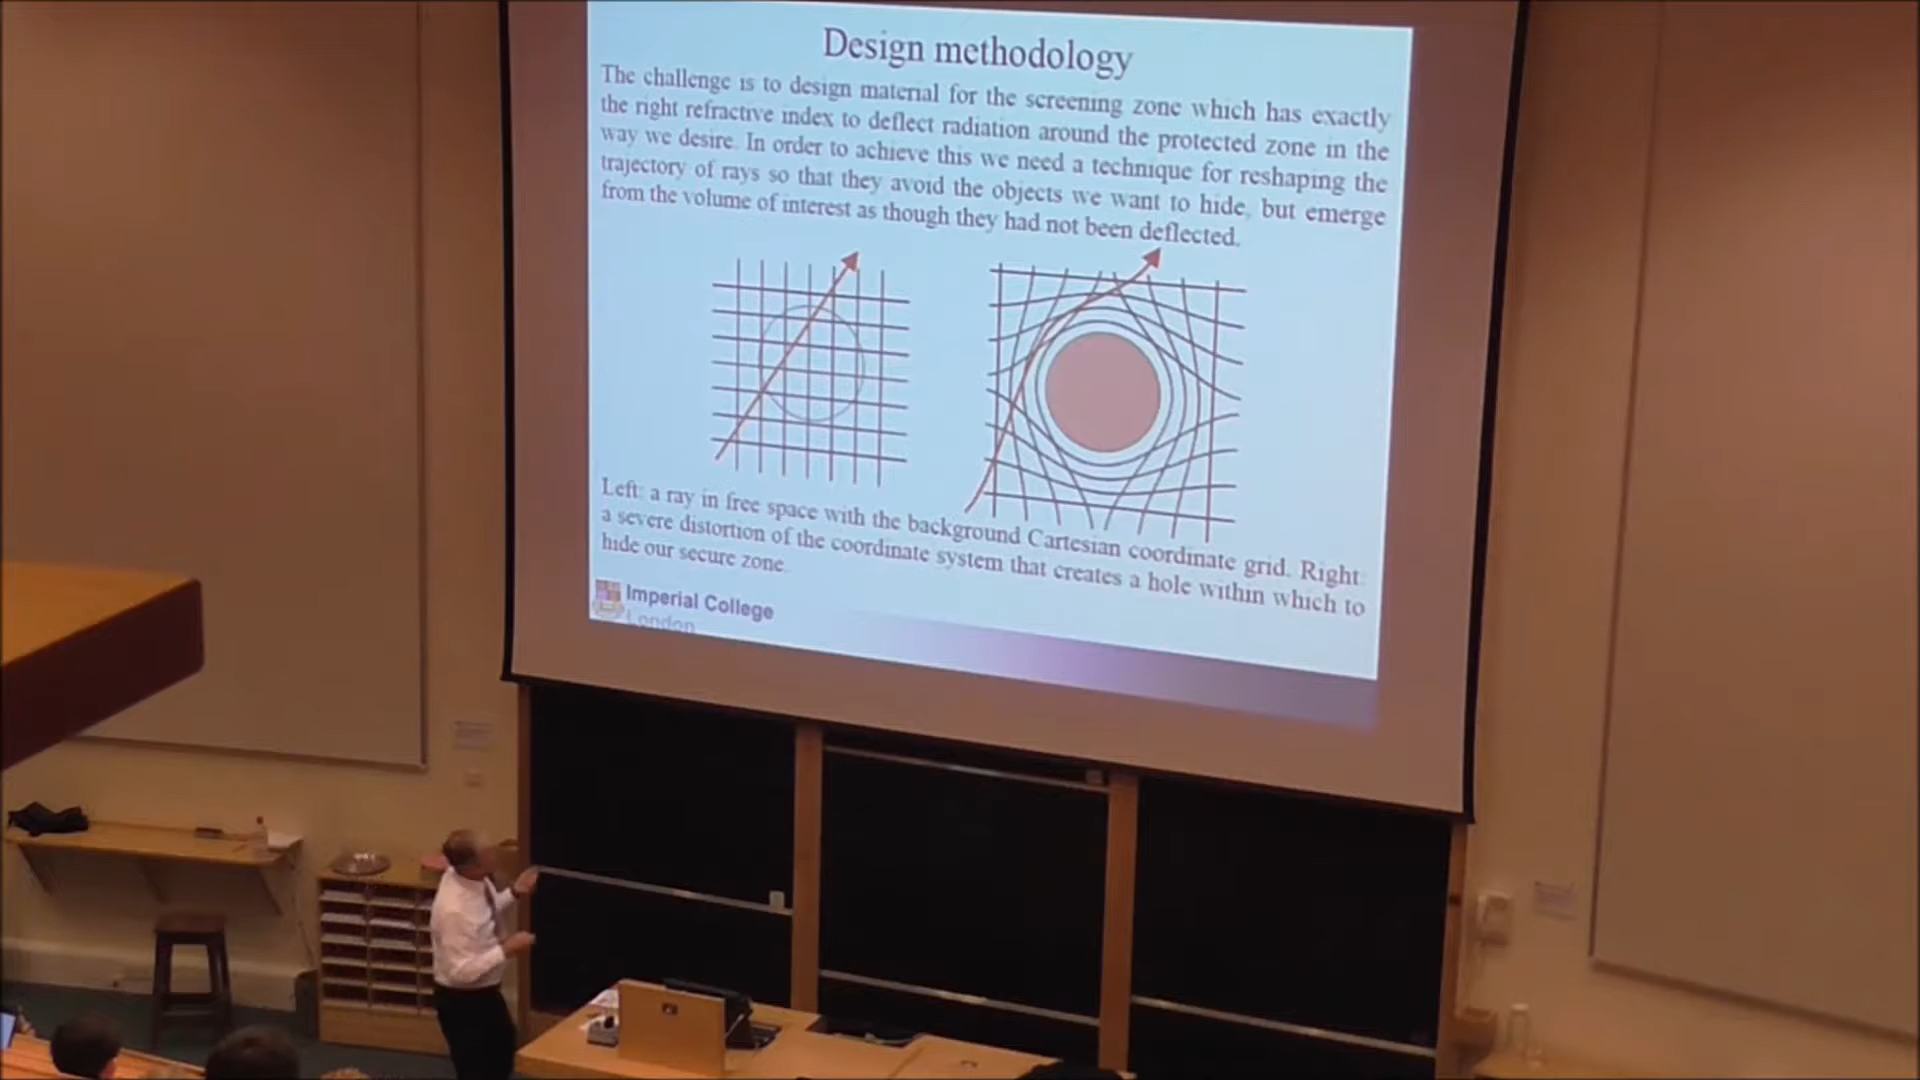 Design methodology
The challenge is to design material for the screening zone which has exactly
the right refractive index to deflect radiation around the protected zone in the
way we desire. In order to achieve this we need a technique for reshaping the
trajectory of rays so that they avoid the objects we want to hide, but emerge
from the volume of interest as though they had not been deflected.
Left: a ray in free space with the background Cartesian coordinate grid. Right:
a severe distortion of the coordinate system that creates a hole within which to
hide our secure zone.
Imperial College
London